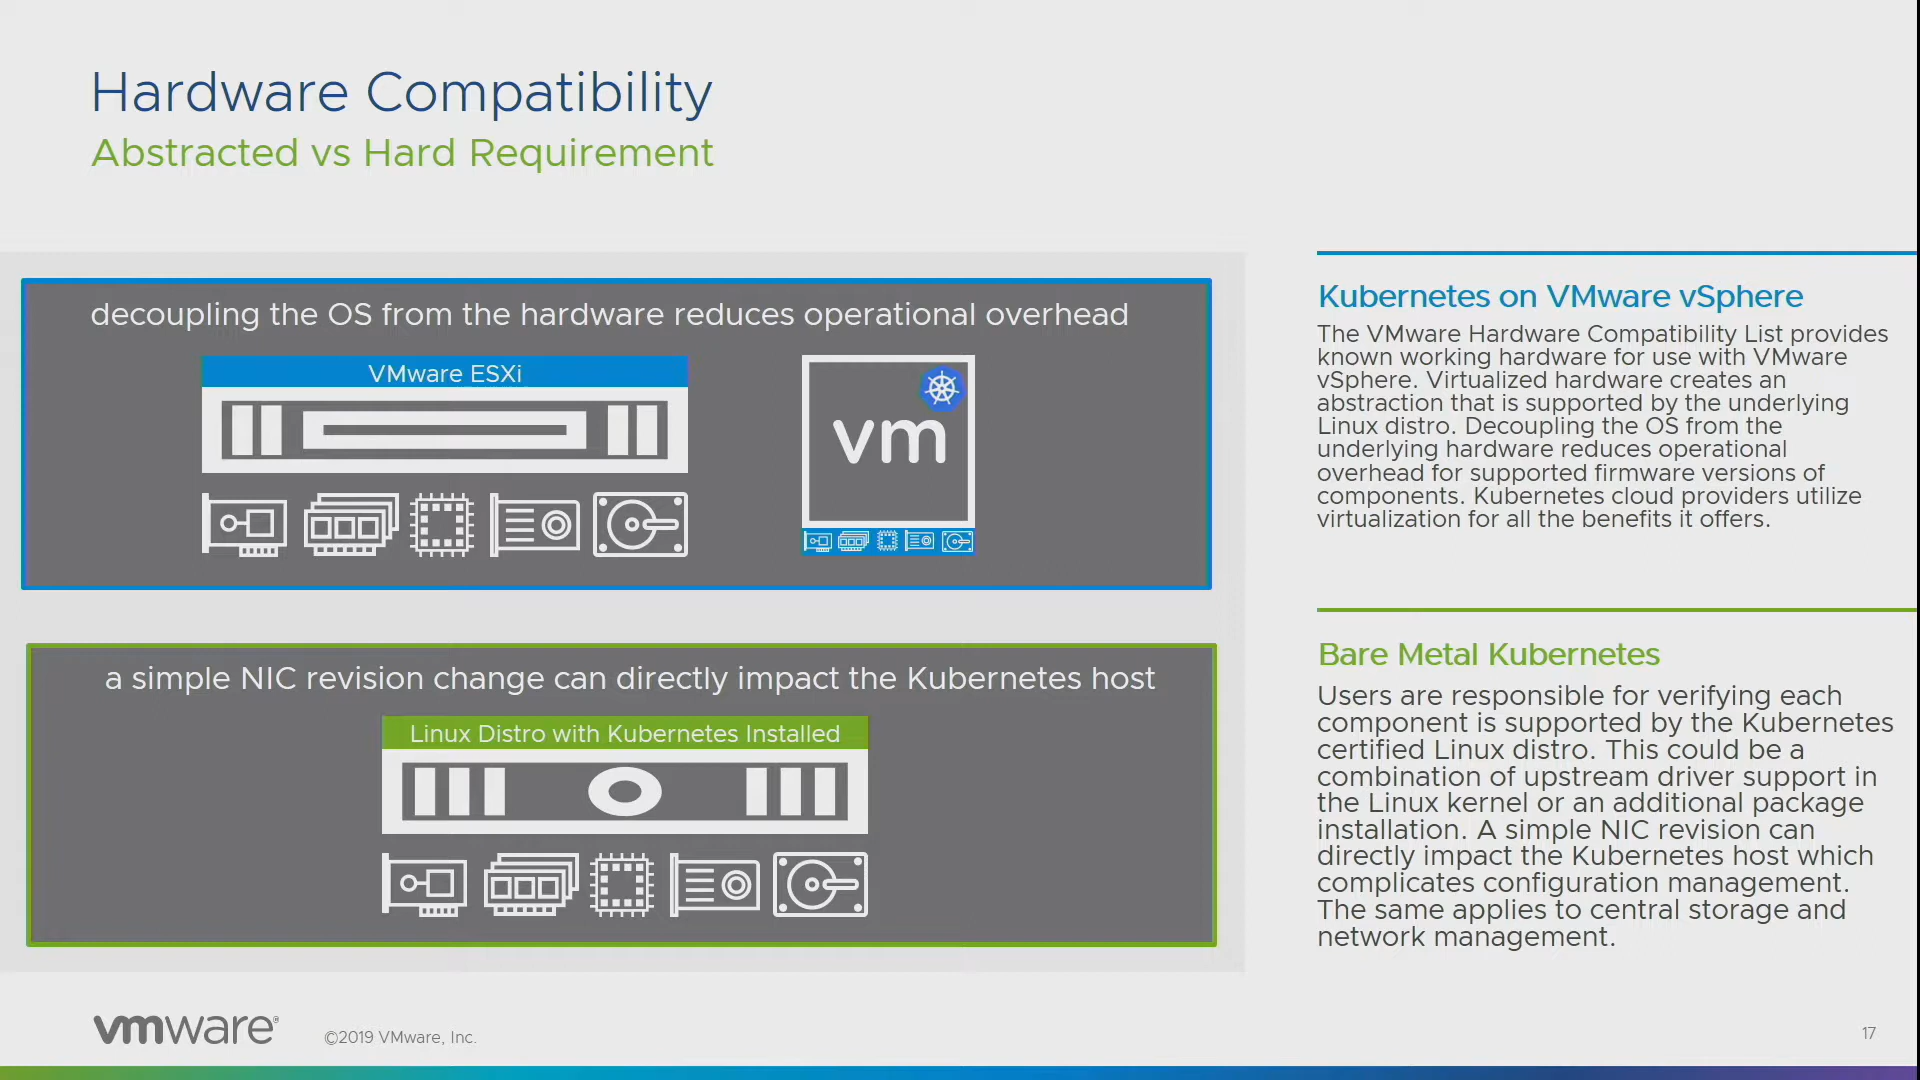 Hardware Compatibility
Abstracted vs Hard Requirement
decoupling the OS from the hardware reduces operational overhead
VMware ESXi
vm
a simple NIC revision change can directly impact the Kubernetes host
Linux Distro with Kubernetes Installed
Kubernetes on VMware vSphere
The VMware Hardware Compatibility List provides
known working hardware for use with VMware
vSphere. Virtualized hardware creates an
abstraction that is supported by the underlying
Linux distro. Decoupling the OS from the
underlying hardware reduces operational
overhead for supported firmware versions of
components. Kubernetes cloud providers utilize
virtualization for all the benefits it offers.
Bare Metal Kubernetes
Users are responsible for verifying each
component is supported by the Kubernetes
certified Linux distro. This could be a
combination of upstream driver support in
the Linux kernel or an additional package
installation. A simple NIC revision can
directly impact the Kubernetes host which
complicates configuration management.
The same applies to central storage and
network management.
vmware®
©2019 VMware, Inc.
17